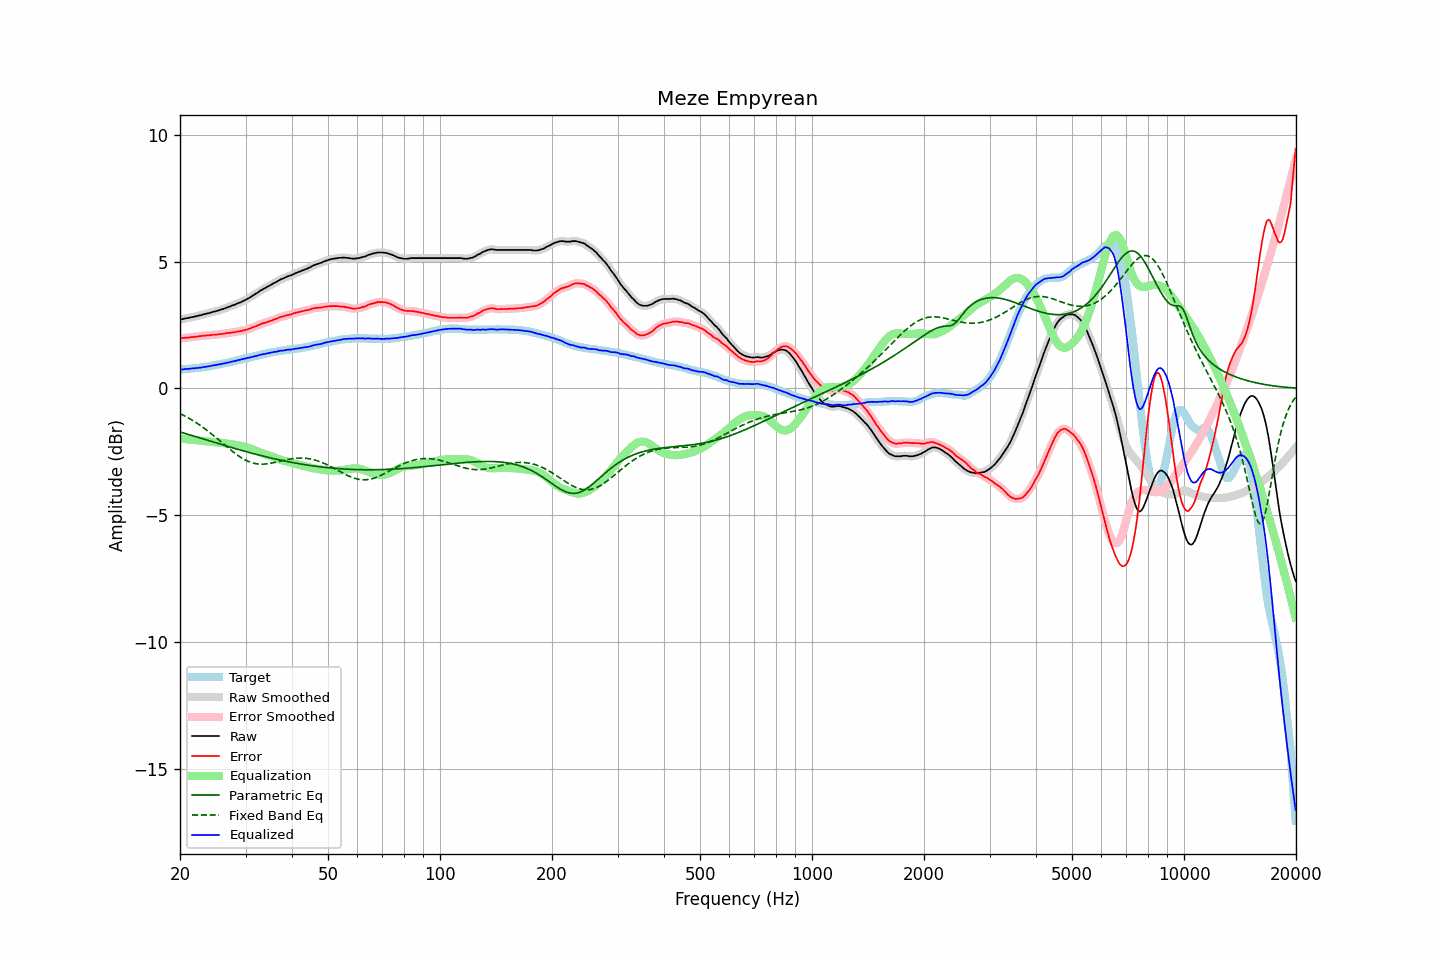 Meze Empyrean
Amplitude (dBr)
10
5
0
−5
−10
−15
Target
Raw Smoothed
Error Smoothed
Raw
Error
Equalization
Parametric Eq
Fixed Band Eq
Equalized
20 50 100 200 500 1000 2000 5000 10000 20000
Frequency (Hz)